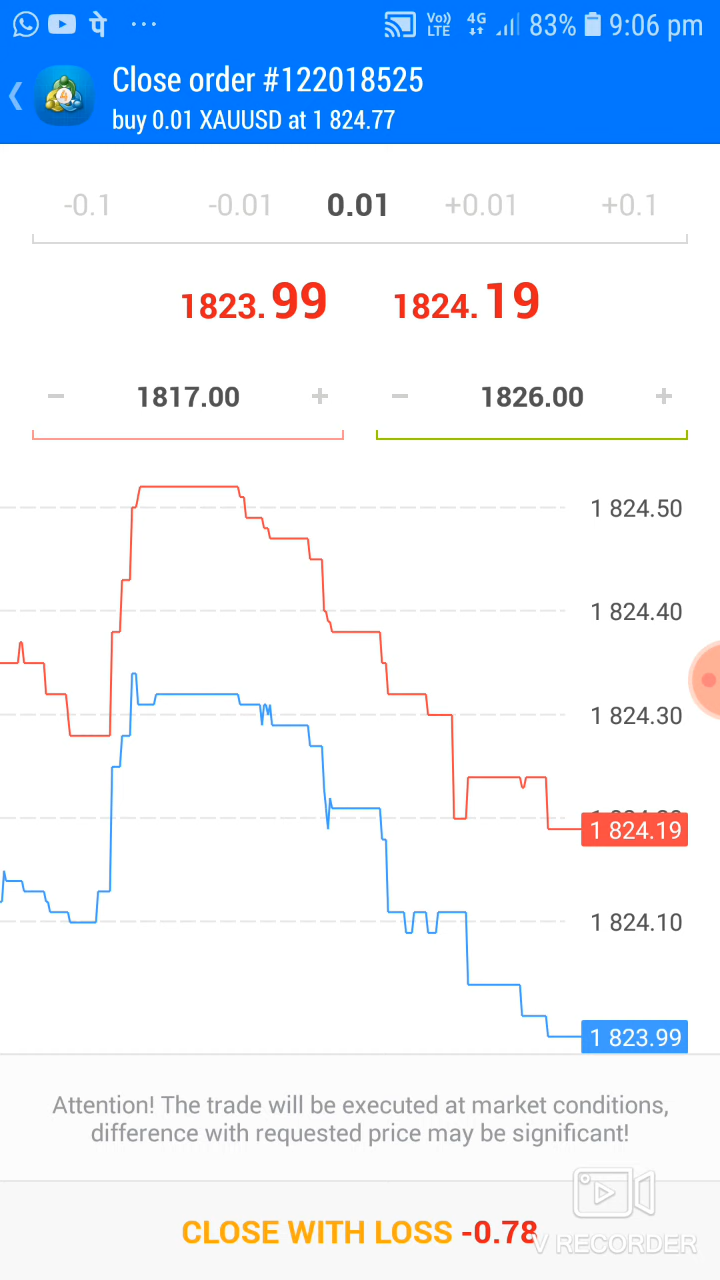 पे ... Vo)) LTE 4G 83% 9:06 pm
Close order #122018525
buy 0.01 XAUUSD at 1 824.77
-0.1 -0.01 0.01 +0.01 +0.1
1823.99 1824.19
− 1817.00 + − 1826.00 +
1 824.50
1 824.40
1 824.30
1 824.19
1 824.10
1 823.99
Attention! The trade will be executed at market conditions,
difference with requested price may be significant!
CLOSE WITH LOSS -0.78
V RECORDER